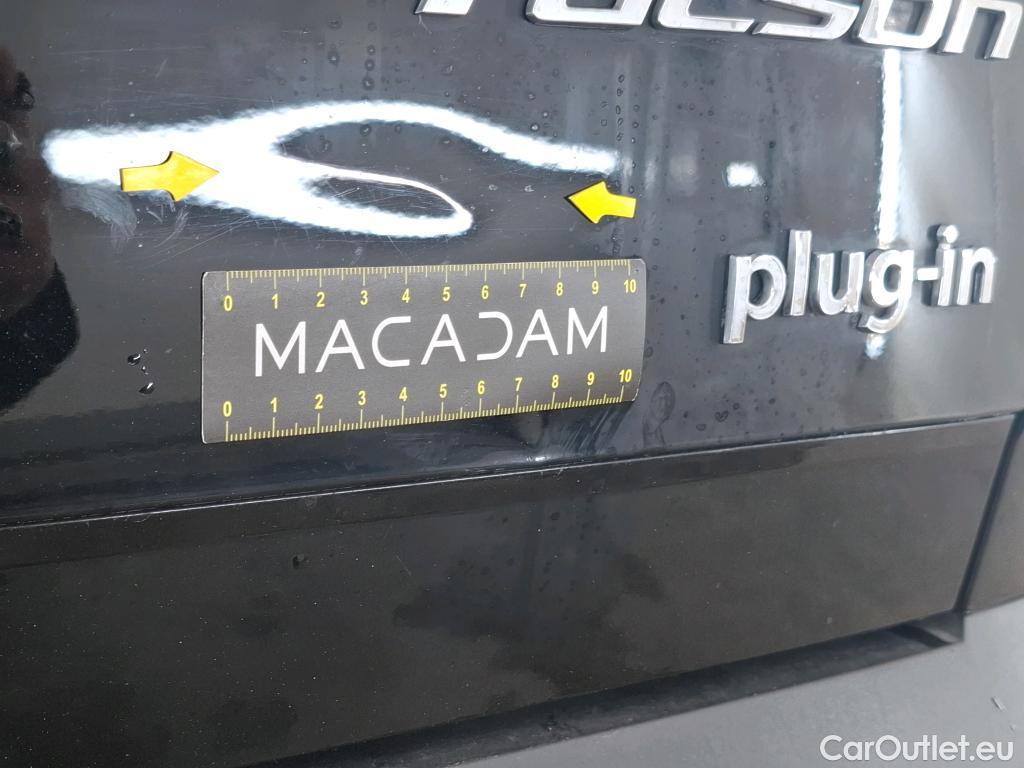 Tucson
plug-in
0 1 2 3 4 5 6 7 8 9 10
MACADAM
0 1 2 3 4 5 6 7 8 9 10
CarOutlet.eu